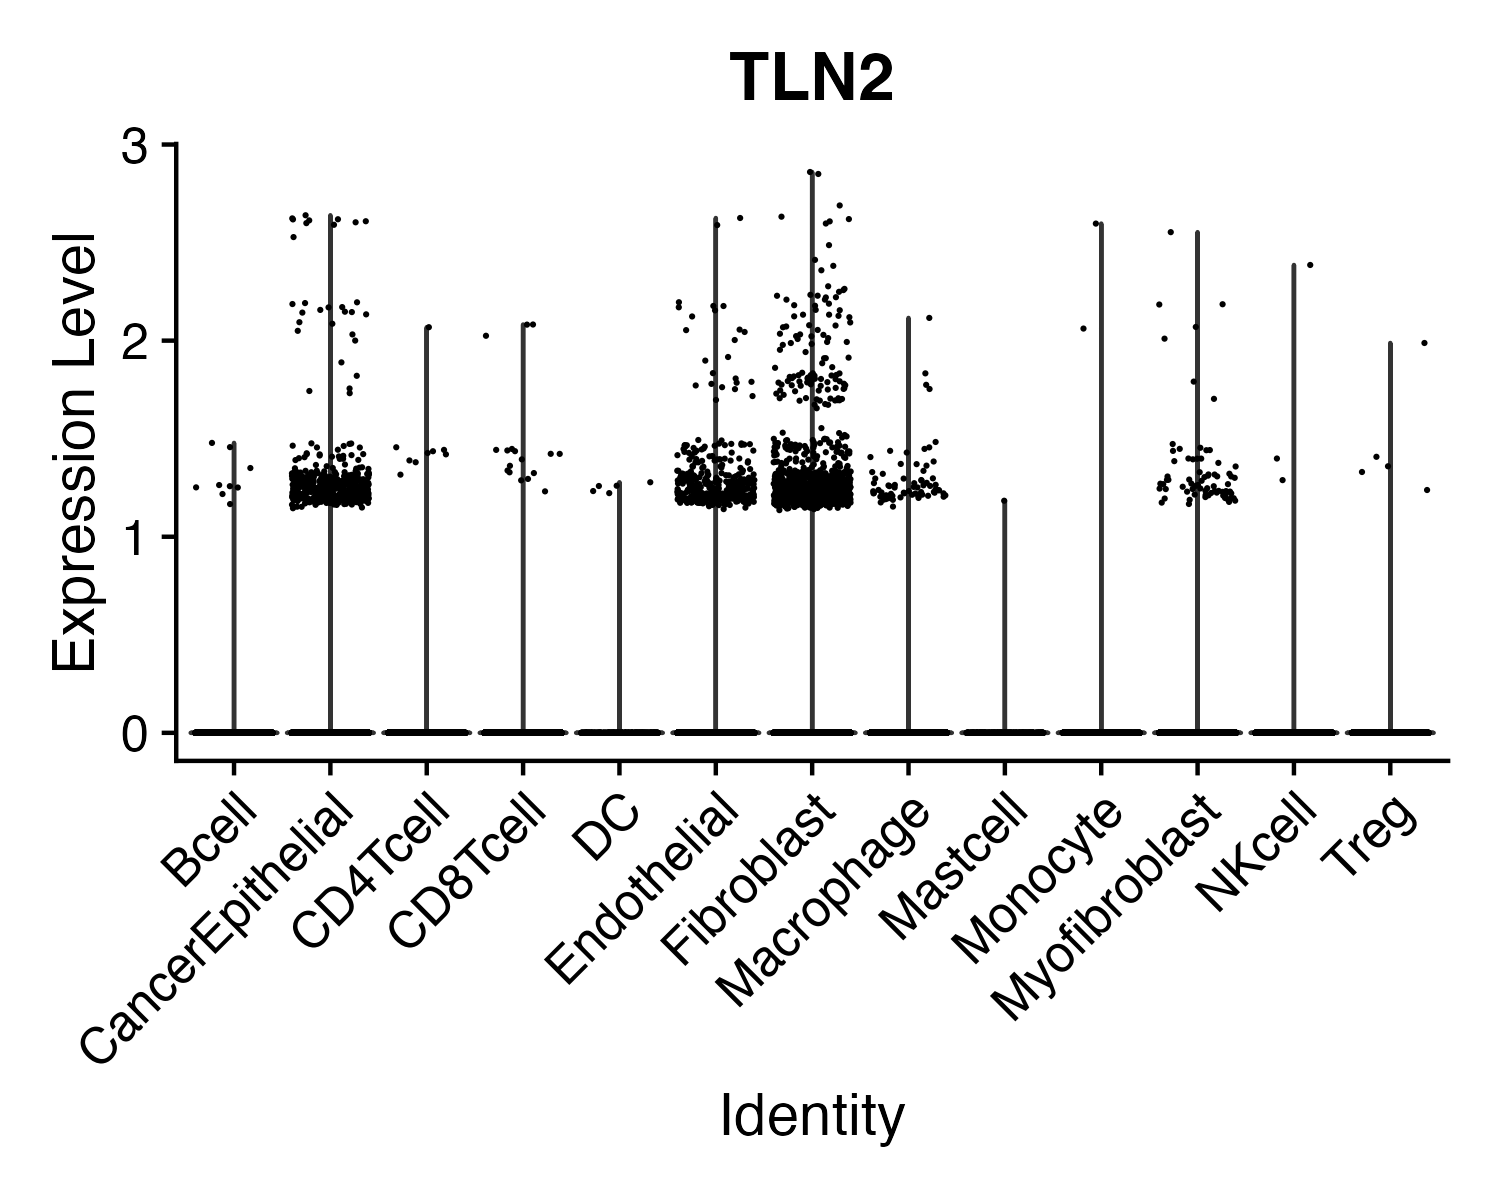 TLN2
Expression Level
3
2
1
0
Bcell
CancerEpithelial
CD4Tcell
CD8Tcell
DC
Endothelial
Fibroblast
Macrophage
Mastcell
Monocyte
Myofibroblast
NKcell
Treg
Identity